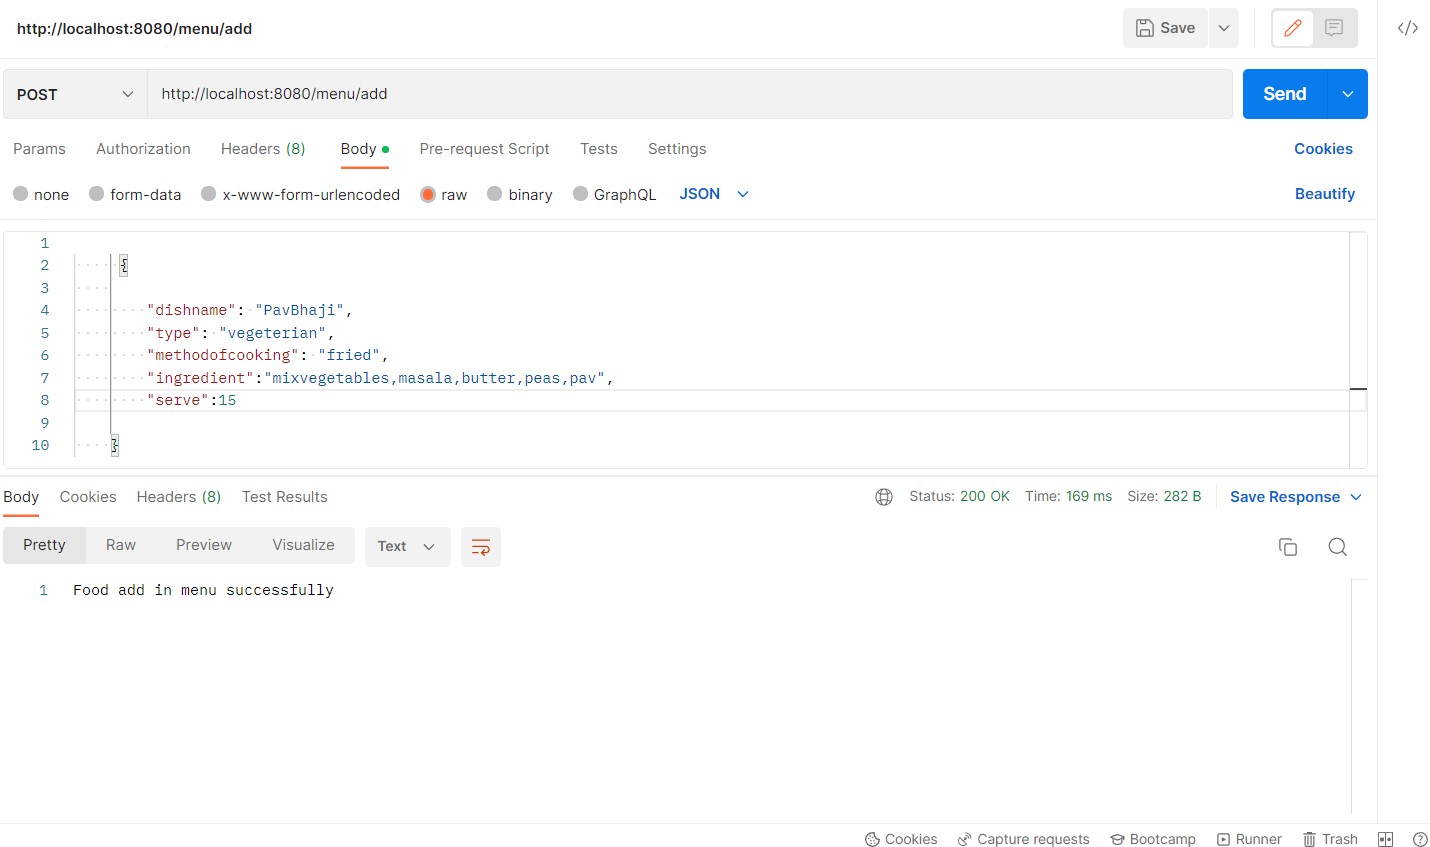 http://localhost:8080/menu/add
Save
POST
http://localhost:8080/menu/add
Send
Params Authorization Headers (8) Body Pre-request Script Tests Settings Cookies
none form-data x-www-form-urlencoded raw binary GraphQL JSON Beautify
1
2 {
3
4 "dishname": "PavBhaji",
5 "type": "vegeterian",
6 "methodofcooking": "fried",
7 "ingredient":"mixvegetables,masala,butter,peas,pav",
8 "serve":15
9
10 }
Body Cookies Headers (8) Test Results Status: 200 OK Time: 169 ms Size: 282 B Save Response
Pretty Raw Preview Visualize Text
1 Food add in menu successfully
Cookies Capture requests Bootcamp Runner Trash